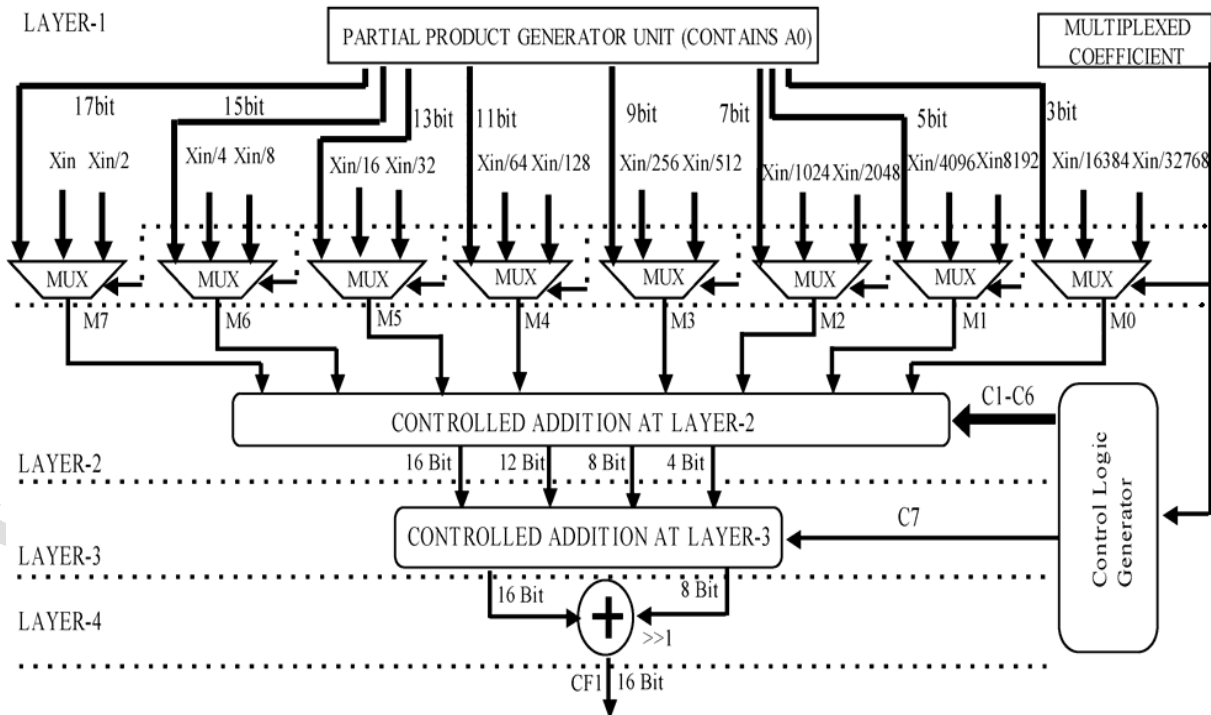 LAYER-1
PARTIAL PRODUCT GENERATOR UNIT (CONTAINS A0)
MULTIPLEXED
COEFFICIENT
17bit
15bit
13bit
11bit
9bit
7bit
5bit
3bit
Xin
Xin/2
Xin/4
Xin/8
Xin/16
Xin/32
Xin/64
Xin/128
Xin/256
Xin/512
Xin/1024
Xin/2048
Xin/4096
Xin8192
Xin/16384
Xin/32768
MUX
MUX
MUX
MUX
MUX
MUX
MUX
MUX
M7
M6
M5
M4
M3
M2
M1
M0
CONTROLLED ADDITION AT LAYER-2
C1-C6
LAYER-2
16 Bit
12 Bit
8 Bit
4 Bit
CONTROLLED ADDITION AT LAYER-3
C7
Control Logic
Generator
LAYER-3
16 Bit
8 Bit
+
>>1
LAYER-4
CF1
16 Bit